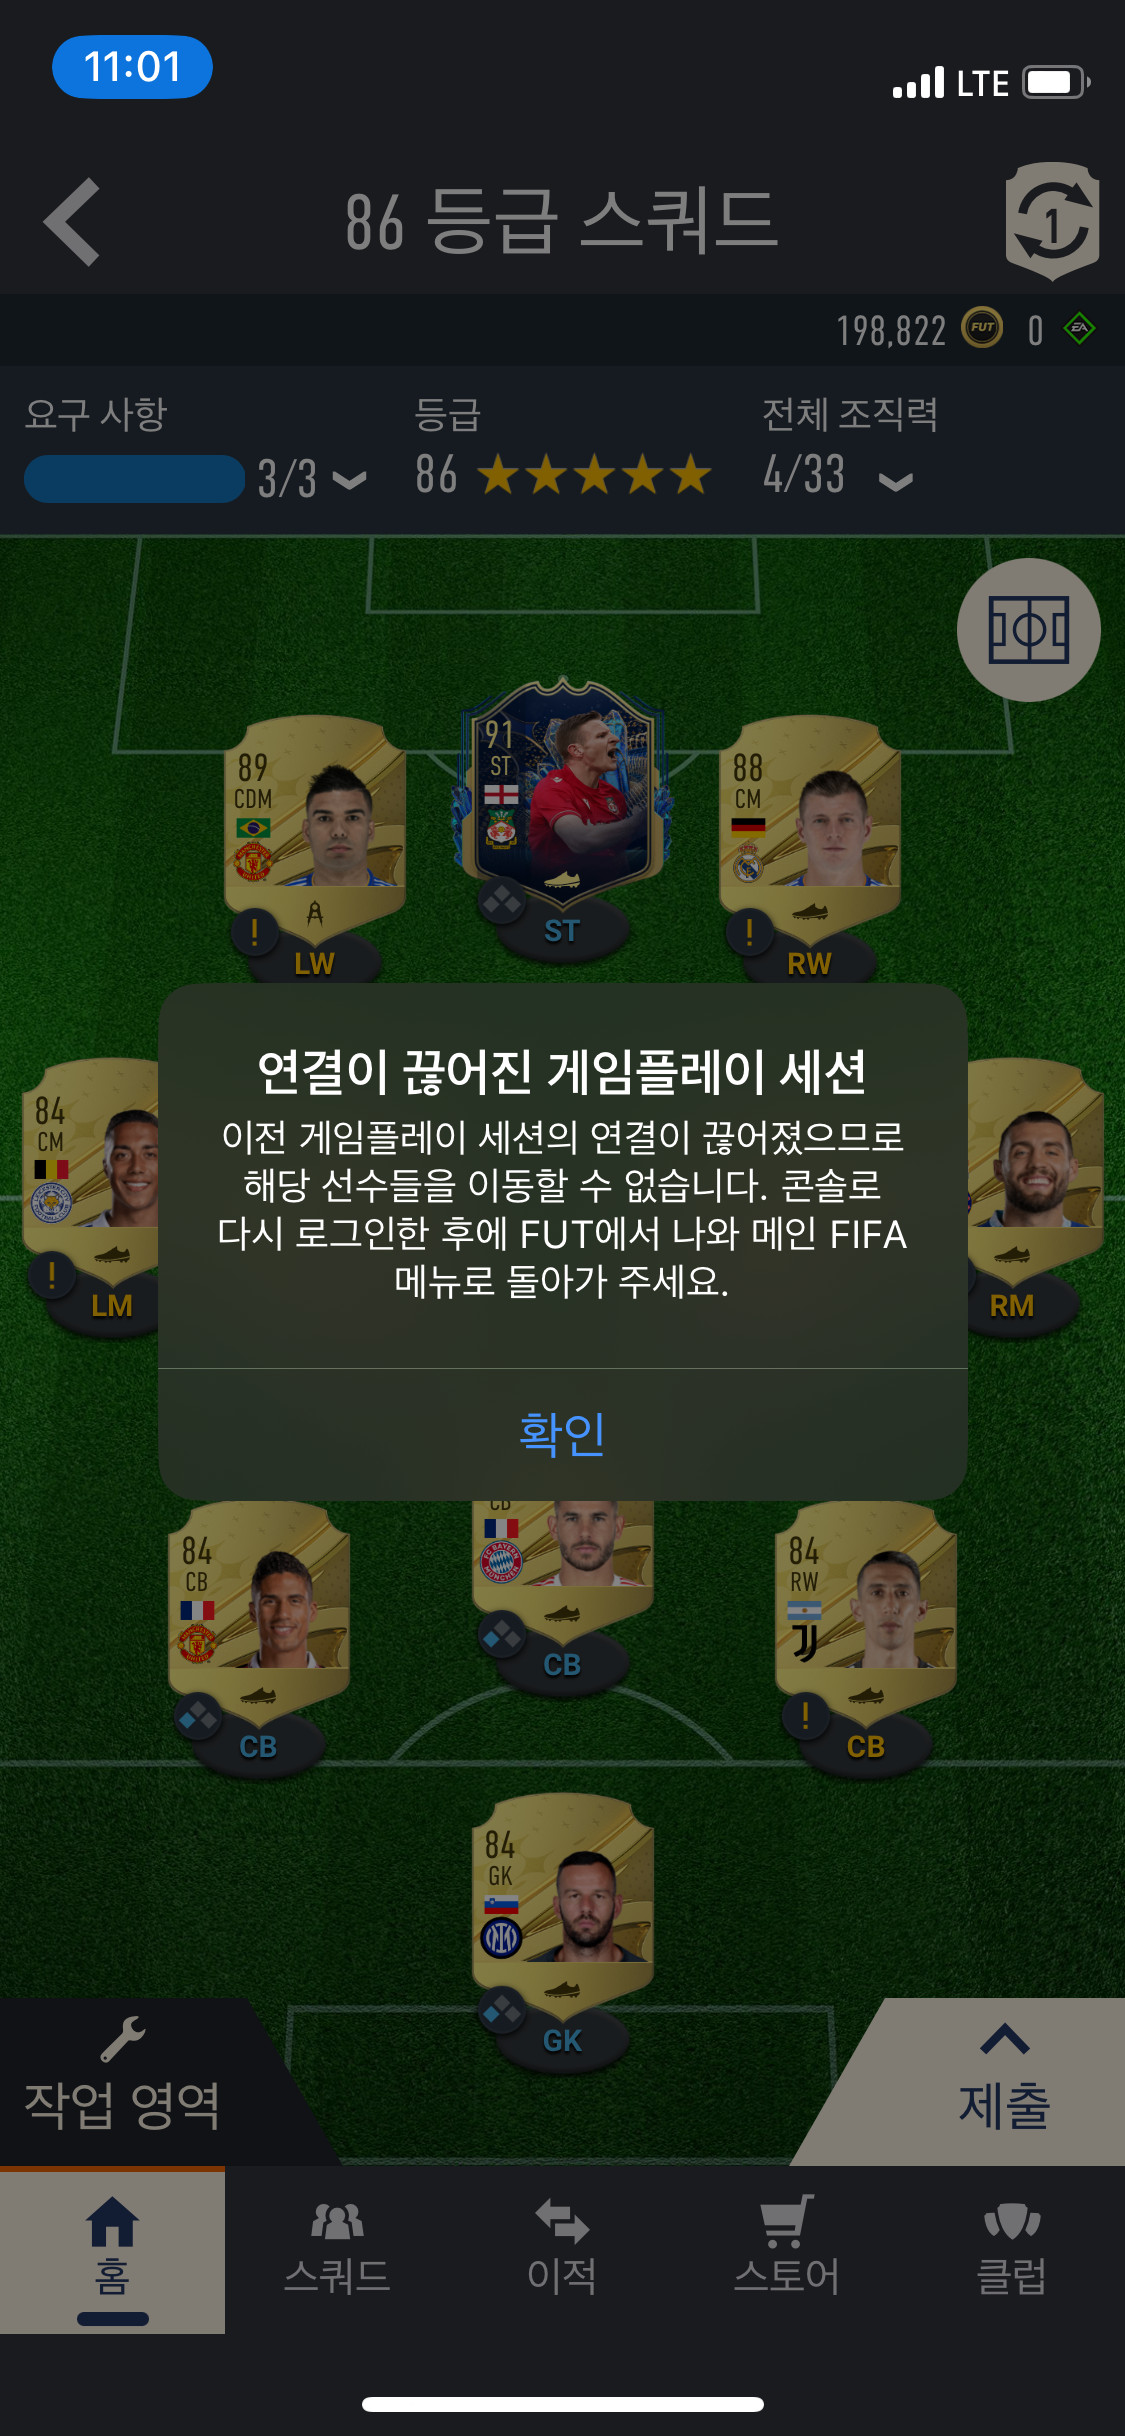 11:01
LTE
86 등급 스쿼드
1
198,822 FUT 0 EA
요구 사항 등급 전체 조직력
3/3 86 4/33
91
ST
89
CDM
88
CM
ST
LW RW
연결이 끊어진 게임플레이 세션
이전 게임플레이 세션의 연결이 끊어졌으므로
해당 선수들을 이동할 수 없습니다. 콘솔로
다시 로그인한 후에 FUT에서 나와 메인 FIFA
메뉴로 돌아가 주세요.
84
CM
! LM RM
확인
CB
84
CB
84
RW
CB
CB ! CB
84
GK
GK
작업 영역 제출
홈 스쿼드 이적 스토어 클럽